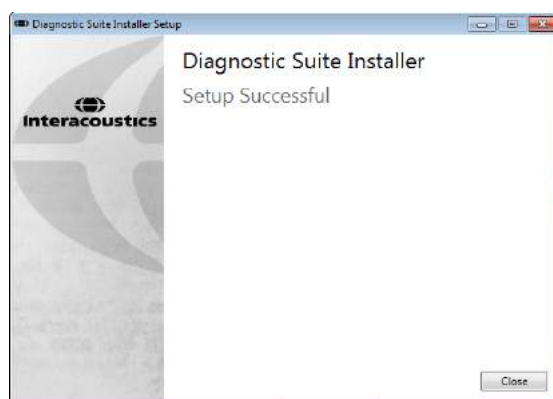 Diagnostic Suite Installer Setup
Diagnostic Suite Installer
Setup Successful
Interacoustics
Close